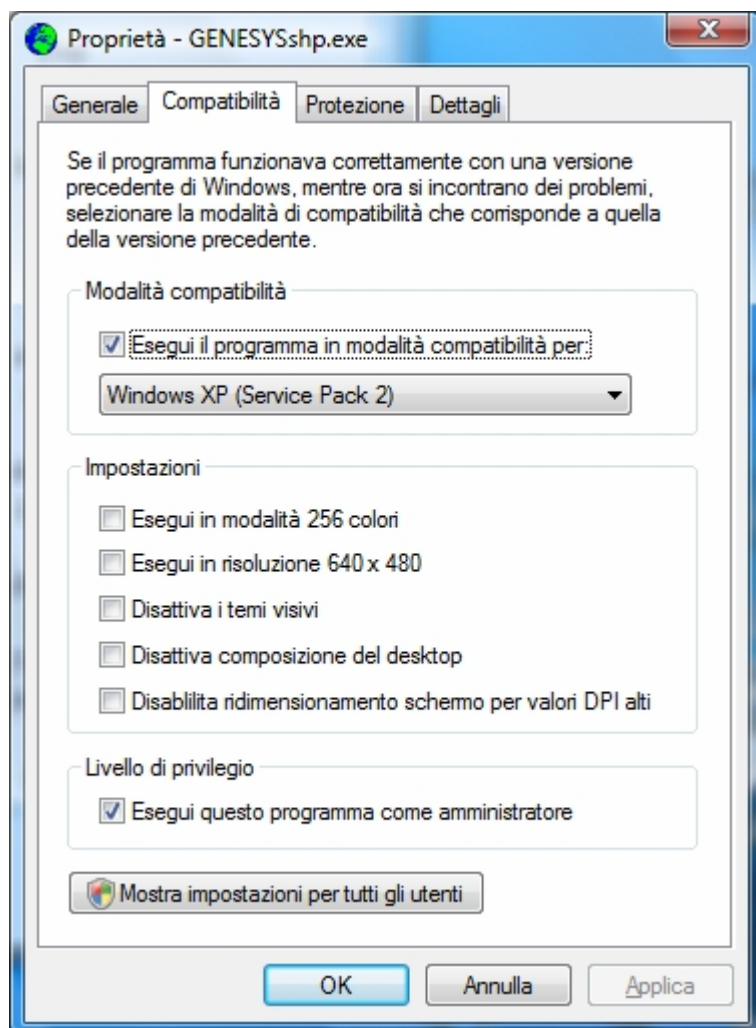 Proprietà - GENESYSshp.exe
Generale Compatibilità Protezione Dettagli
Se il programma funzionava correttamente con una versione
precedente di Windows, mentre ora si incontrano dei problemi,
selezionare la modalità di compatibilità che corrisponde a quella
della versione precedente.
Modalità compatibilità
Esegui il programma in modalità compatibilità per:
Windows XP (Service Pack 2)
Impostazioni
Esegui in modalità 256 colori
Esegui in risoluzione 640 x 480
Disattiva i temi visivi
Disattiva composizione del desktop
Disablilita ridimensionamento schermo per valori DPI alti
Livello di privilegio
Esegui questo programma come amministratore
Mostra impostazioni per tutti gli utenti
OK Annulla Applica